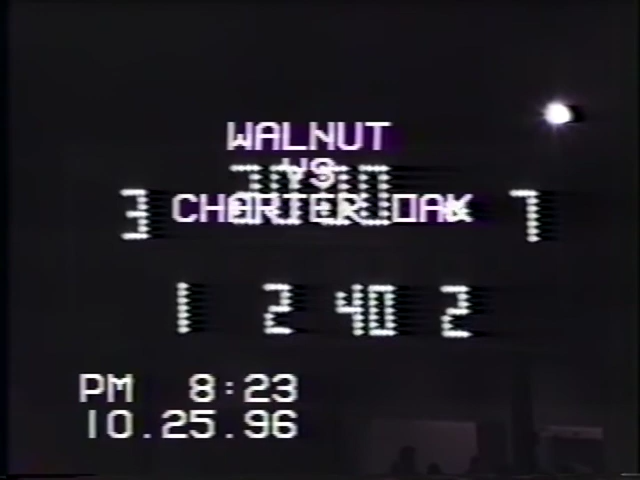 WALNUT
VS
3 CHARTER OAK 7
1 2 40 2
PM 8:23
10.25.96